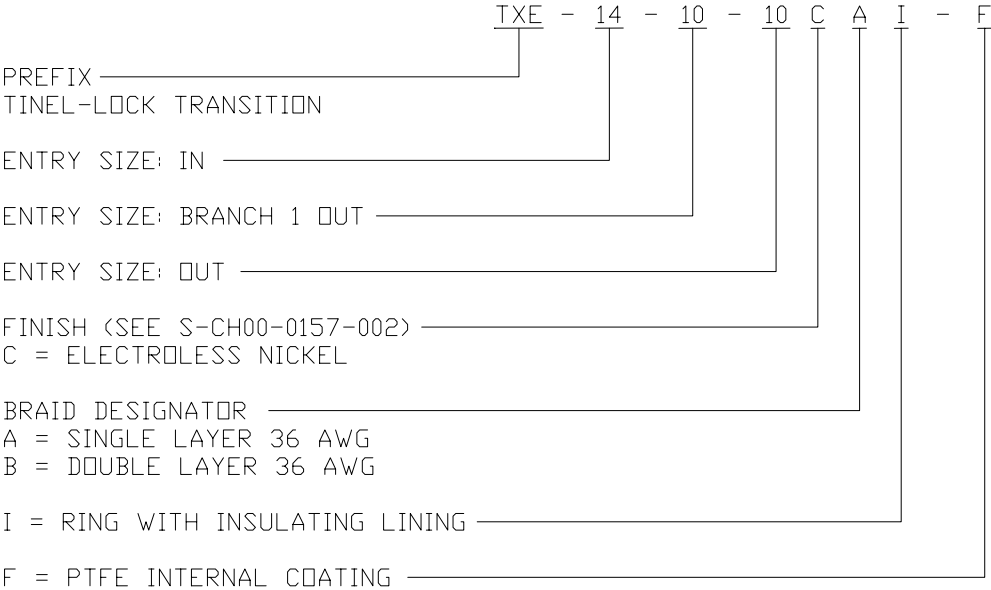 TXE - 14 - 10 - 10 C A I - F
PREFIX
TINEL-LOCK TRANSITION
ENTRY SIZE: IN
ENTRY SIZE: BRANCH 1 OUT
ENTRY SIZE: OUT
FINISH (SEE S-CH00-0157-002)
C = ELECTROLESS NICKEL
BRAID DESIGNATOR
A = SINGLE LAYER 36 AWG
B = DOUBLE LAYER 36 AWG
I = RING WITH INSULATING LINING
F = PTFE INTERNAL COATING